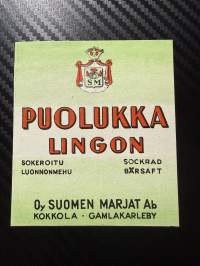 SM
PUOLUKKA
LINGON
SOKEROITU SOCKRAD
LUONNONMEHU BÄRSAFT
Oy SUOMEN MARJAT Ab
KOKKOLA - GAMLAKARLEBY